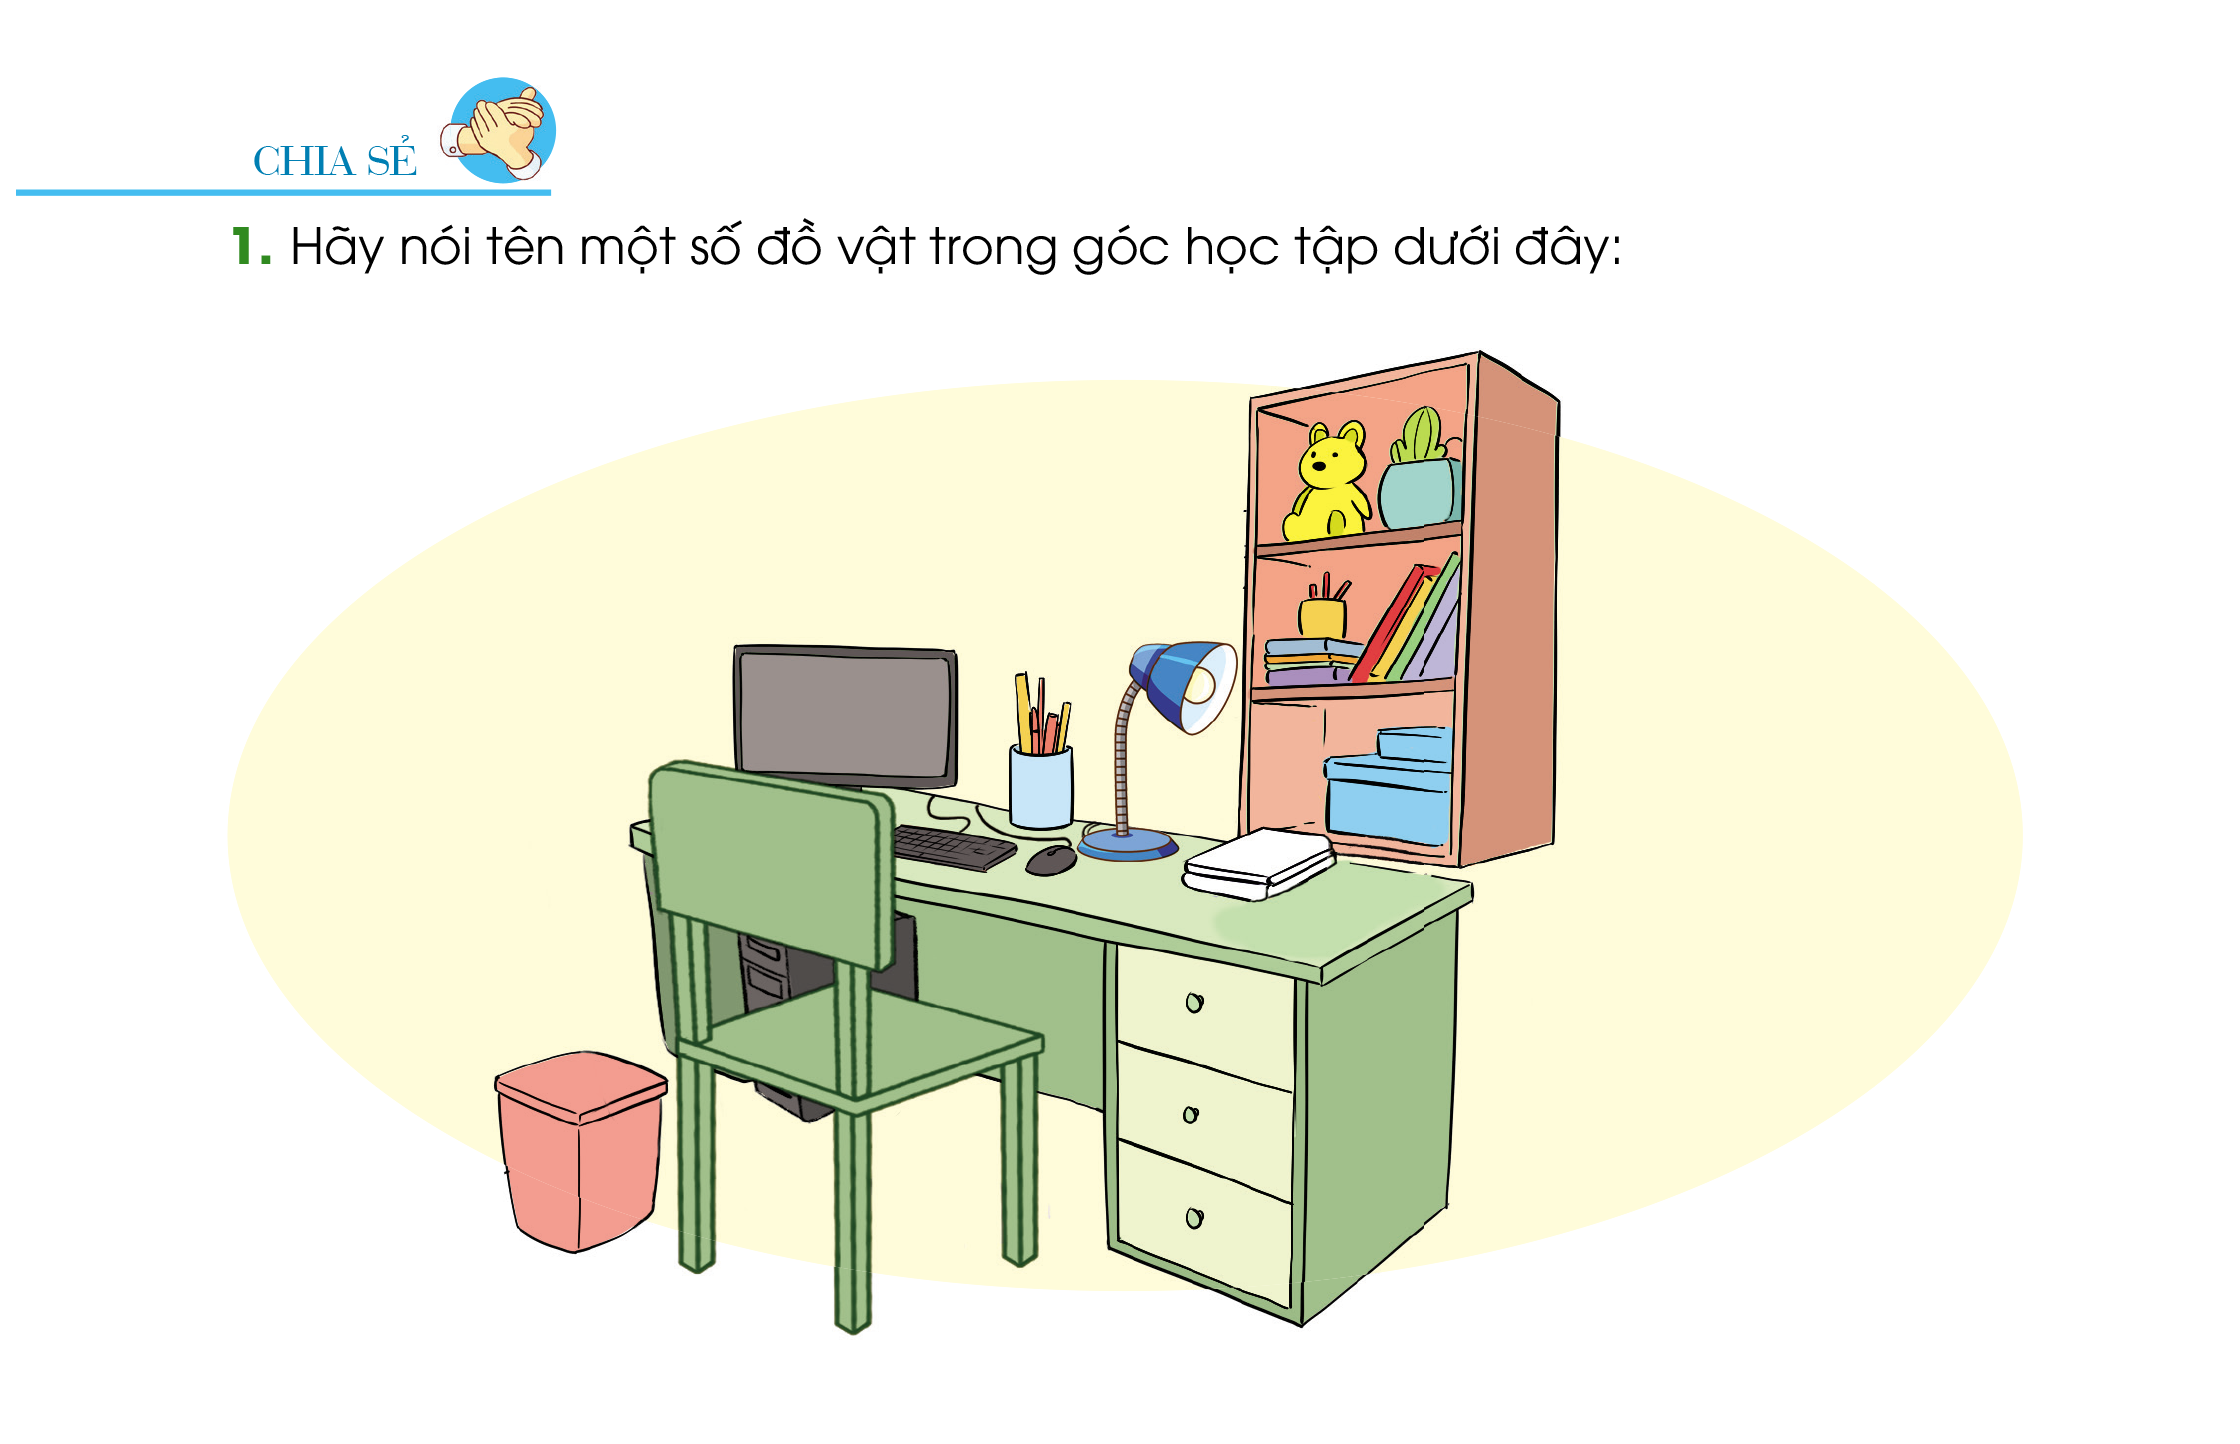 CHIA SẺ
1. Hãy nói tên một số đồ vật trong góc học tập dưới đây: